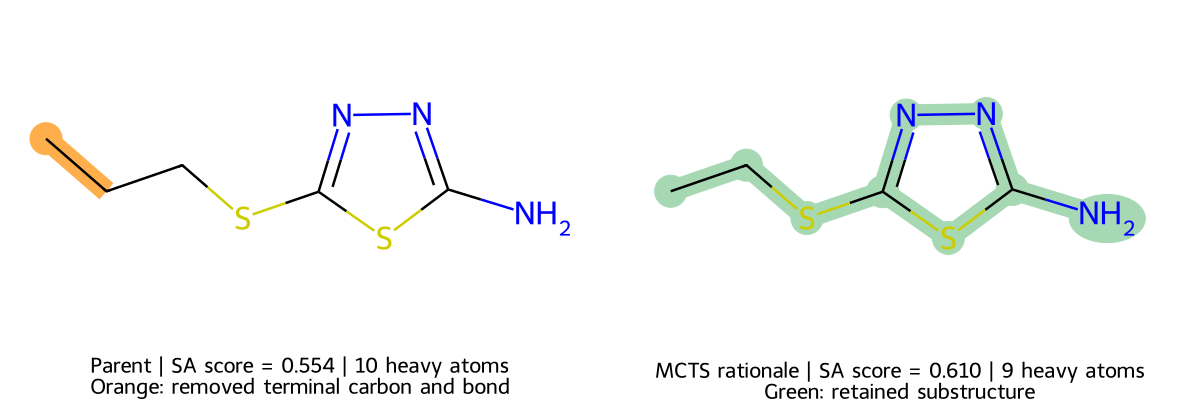 N N
S
S
NH2
Parent | SA score = 0.554 | 10 heavy atoms
Orange: removed terminal carbon and bond
N N
S
S
NH2
MCTS rationale | SA score = 0.610 | 9 heavy atoms
Green: retained substructure